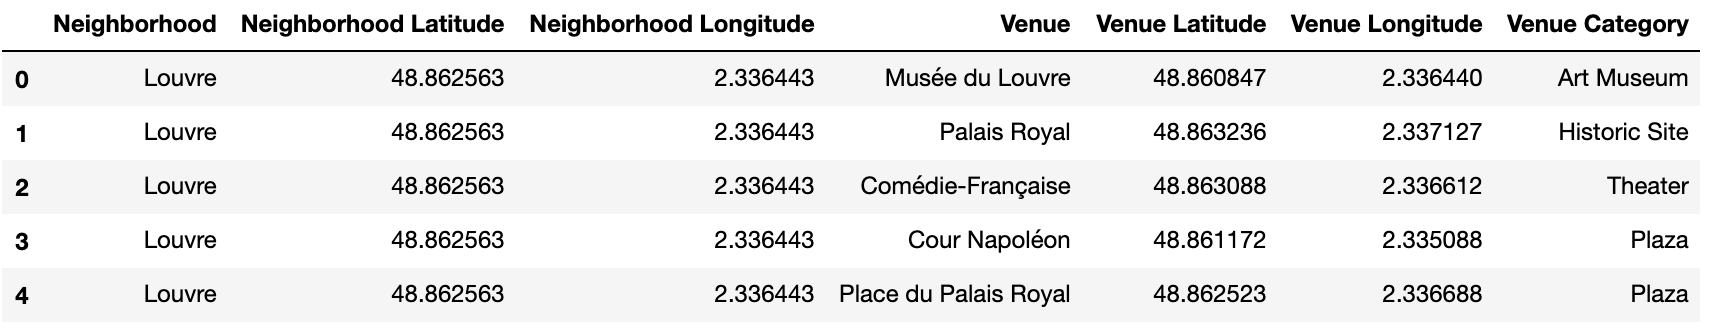 Neighborhood Neighborhood Latitude Neighborhood Longitude Venue Venue Latitude Venue Longitude Venue Category
0 Louvre 48.862563 2.336443 Musée du Louvre 48.860847 2.336440 Art Museum
1 Louvre 48.862563 2.336443 Palais Royal 48.863236 2.337127 Historic Site
2 Louvre 48.862563 2.336443 Comédie-Française 48.863088 2.336612 Theater
3 Louvre 48.862563 2.336443 Cour Napoléon 48.861172 2.335088 Plaza
4 Louvre 48.862563 2.336443 Place du Palais Royal 48.862523 2.336688 Plaza